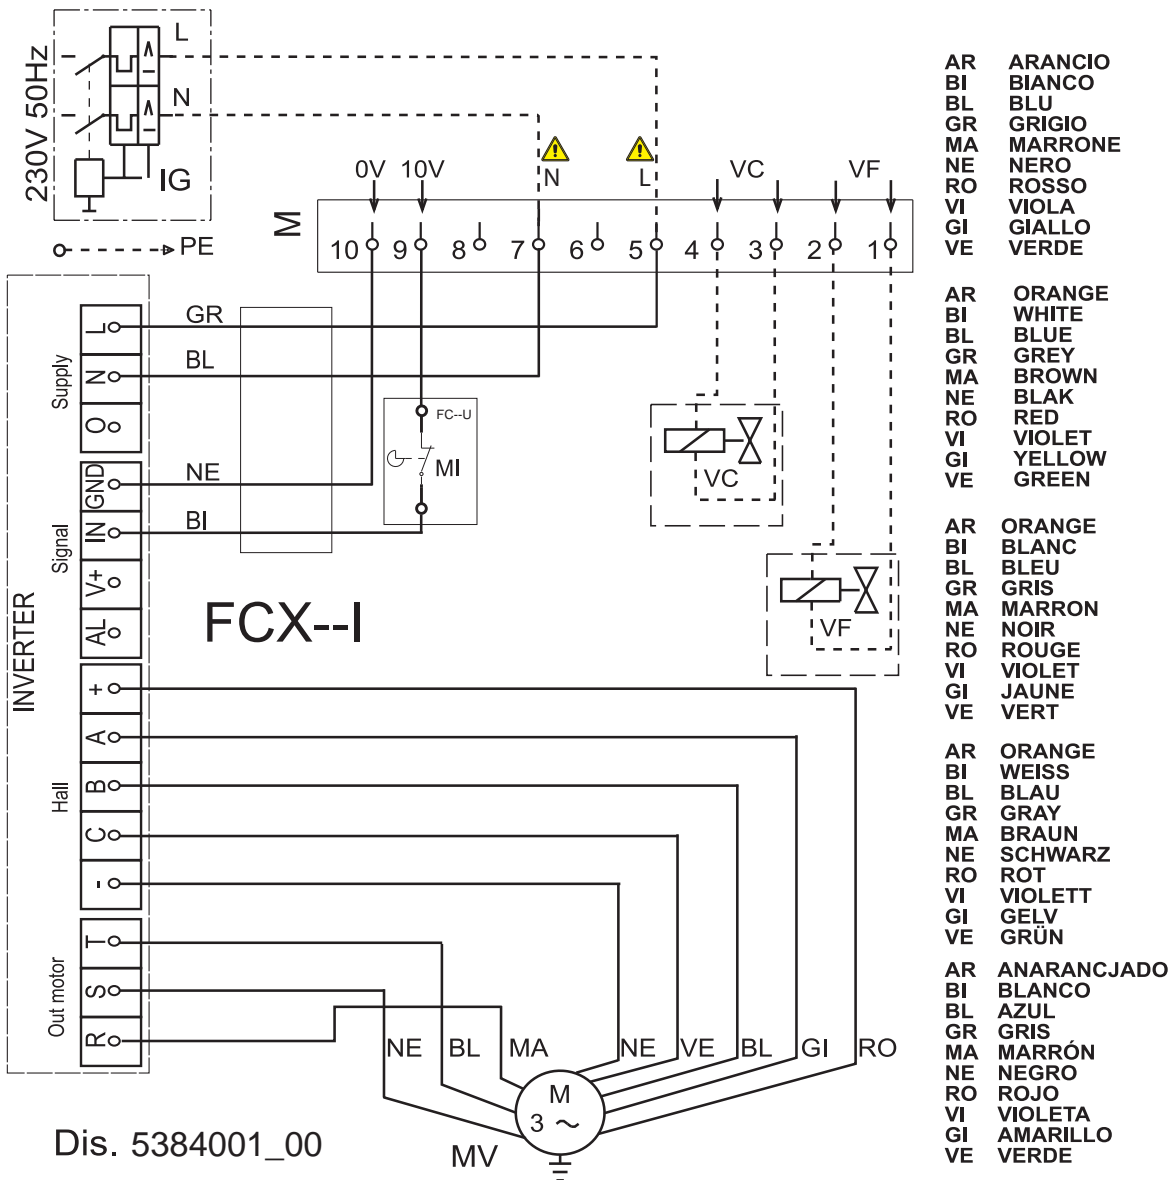 230V 50Hz
L
N
IG
PE
M
0V 10V N L VC VF
10 9 8 7 6 5 4 3 2 1
INVERTER
Supply
L
N
O
Signal
GND
IN
V+
AL
Hall
+
A
B
C
-
Out motor
T
S
R
GR
BL
NE
BI
FC--U
MI
VC
VF
FCX--I
NE BL MA NE VE BL GI RO
M
3 ~
MV
Dis. 5384001_00
AR ARANCIO
BI BIANCO
BL BLU
GR GRIGIO
MA MARRONE
NE NERO
RO ROSSO
VI VIOLA
GI GIALLO
VE VERDE
AR ORANGE
BI WHITE
BL BLUE
GR GREY
MA BROWN
NE BLAK
RO RED
VI VIOLET
GI YELLOW
VE GREEN
AR ORANGE
BI BLANC
BL BLEU
GR GRIS
MA MARRON
NE NOIR
RO ROUGE
VI VIOLET
GI JAUNE
VE VERT
AR ORANGE
BI WEISS
BL BLAU
GR GRAY
MA BRAUN
NE SCHWARZ
RO ROT
VI VIOLETT
GI GELV
VE GRÜN
AR ANARANCJADO
BI BLANCO
BL AZUL
GR GRIS
MA MARRÓN
NE NEGRO
RO ROJO
VI VIOLETA
GI AMARILLO
VE VERDE